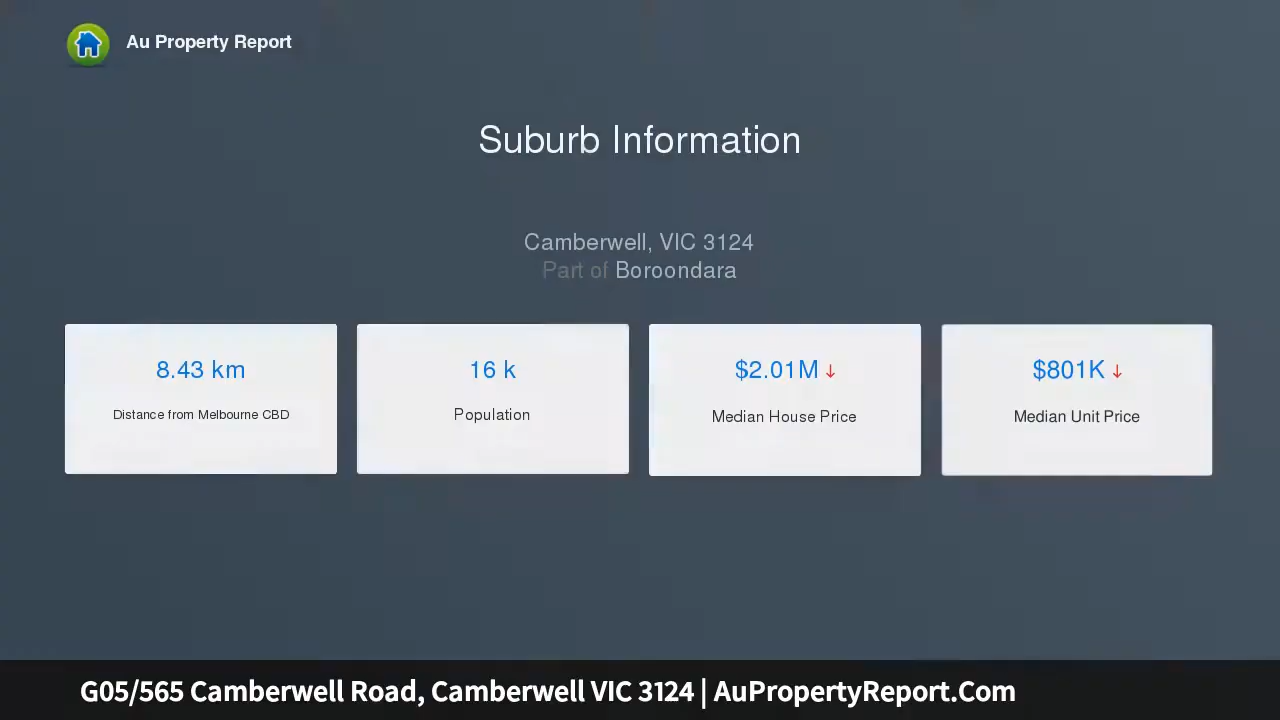 Au Property Report
Suburb Information
Camberwell, VIC 3124
Part of Boroondara
8.43 km
Distance from Melbourne CBD
16 k
Population
$2.01M ↓
Median House Price
$801K ↓
Median Unit Price
G05/565 Camberwell Road, Camberwell VIC 3124 | AuPropertyReport.Com